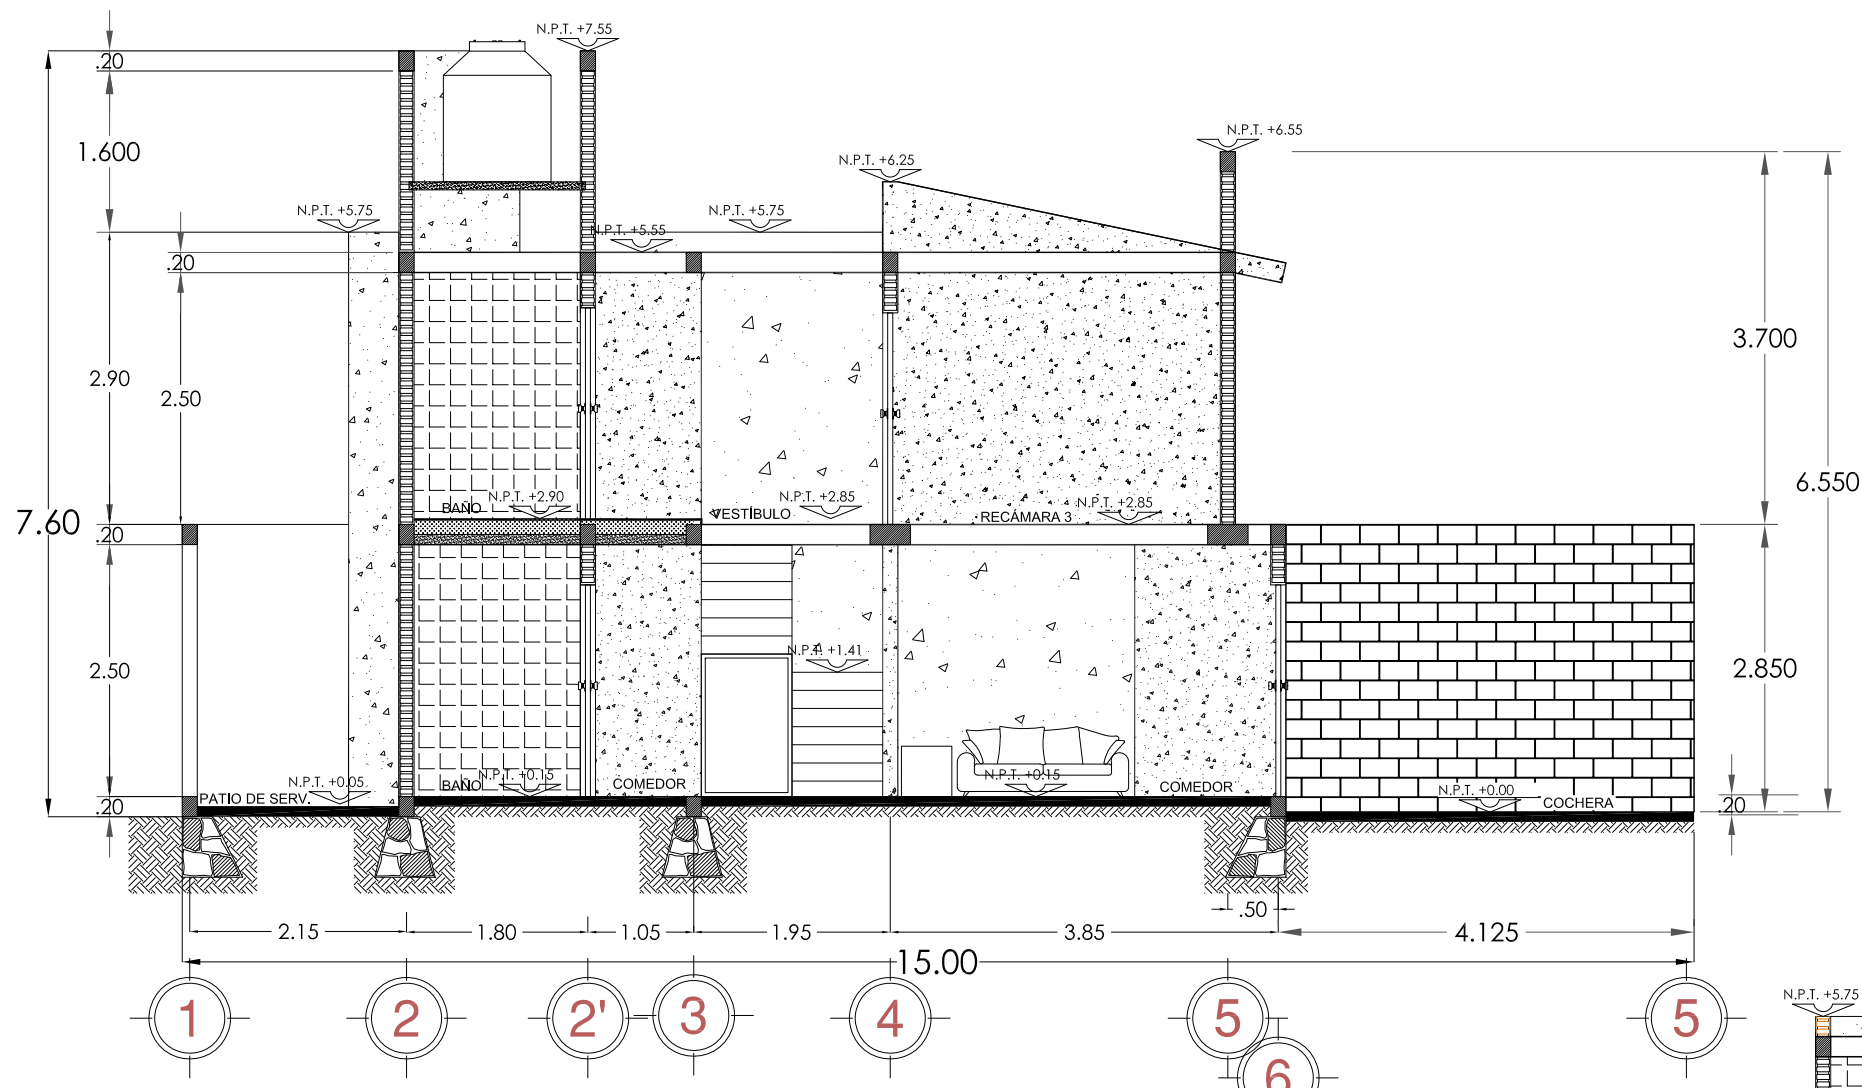 N.P.T. +7.55
.20
1.600
N.P.T. +6.55
N.P.T. +6.25
N.P.T. +5.75
N.P.T. +5.75
N.P.T. +5.55
.20
3.700
2.90
2.50
6.550
BAÑO
N.P.T. +2.90
VESTÍBULO
N.P.T. +2.85
RECÁMARA 3
N.P.T. +2.85
7.60
.20
2.50
N.P.T. +1.41
2.850
N.P.T. +0.05
PATIO DE SERV.
BAÑO
N.P.T. +0.15
COMEDOR
N.P.T. +0.15
COMEDOR
N.P.T. +0.00
COCHERA
.20
.20
.50
2.15
1.80
1.05
1.95
3.85
4.125
15.00
1
2
2'
3
4
5
5
6
N.P.T. +5.75